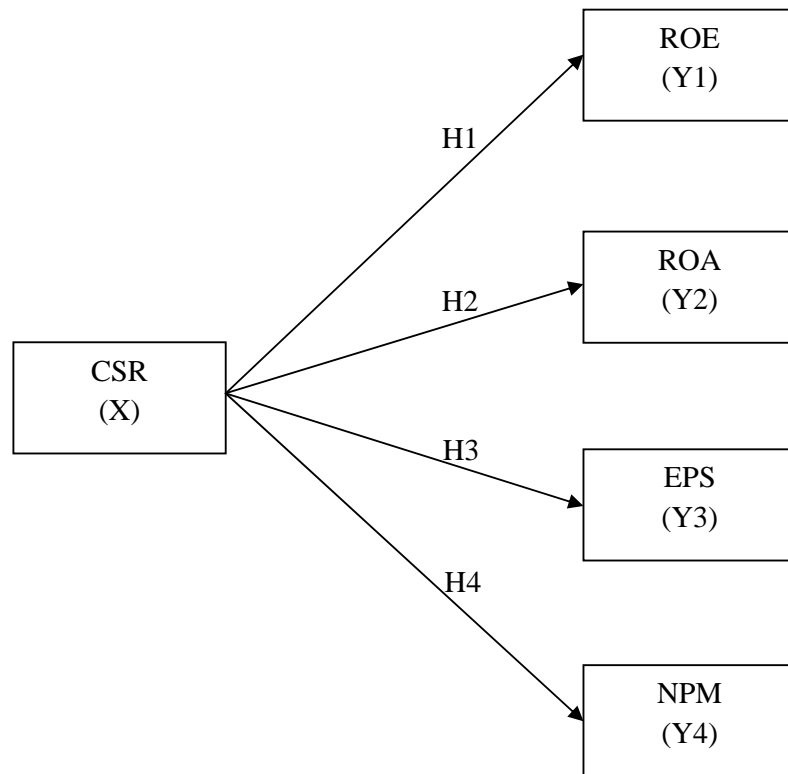 ROE
(Y1)
H1
ROA
(Y2)
H2
CSR
(X)
H3
EPS
(Y3)
H4
NPM
(Y4)